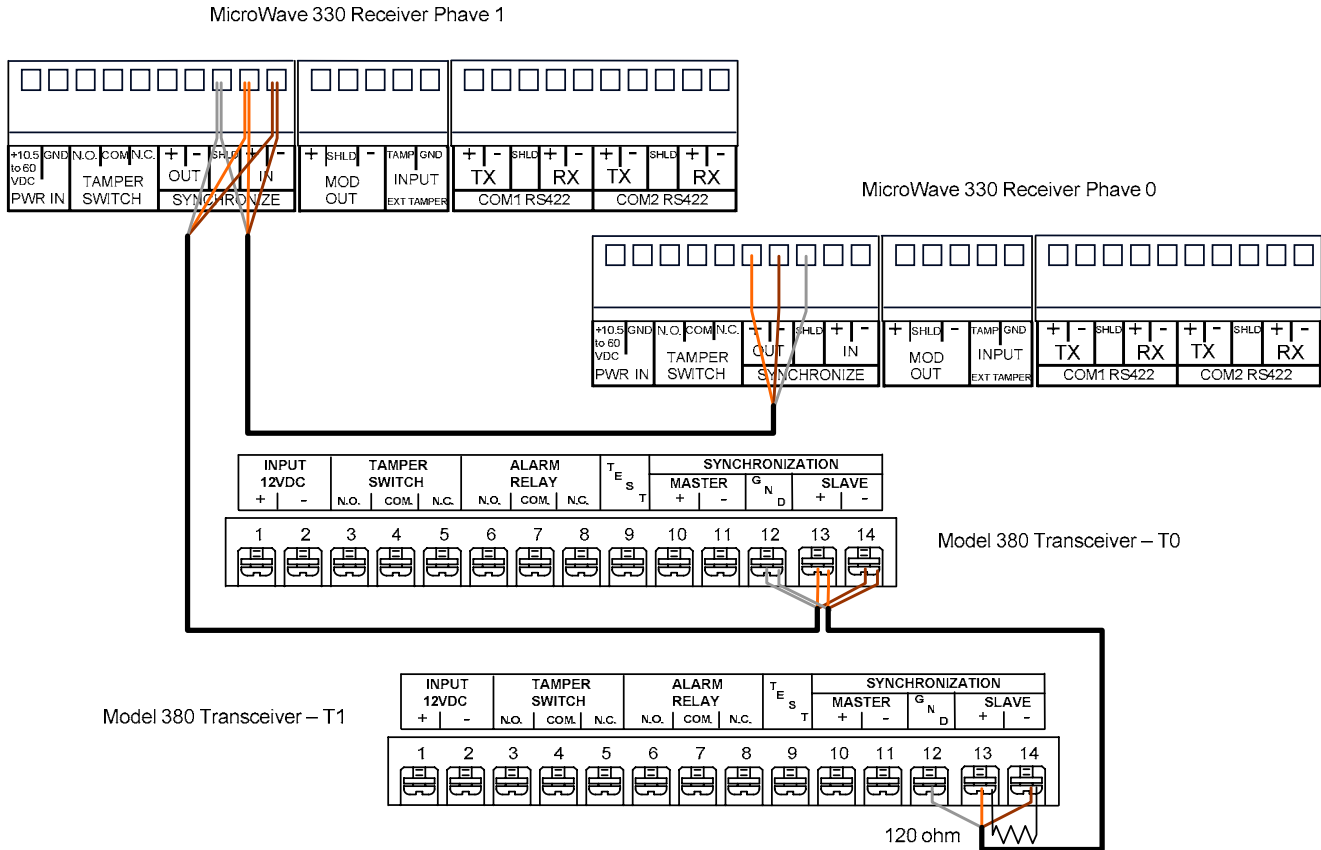 MicroWave 330 Receiver Phave 1
+10.5 to 60 VDC GND N.O. COM N.C. + - SHLD + - + SHLD - TAMP GND + - SHLD + - + - SHLD + -
TAMPER SWITCH OUT IN MOD OUT INPUT TX RX TX RX
PWR IN SYNCHRONIZE EXT TAMPER COM1 RS422 COM2 RS422
MicroWave 330 Receiver Phave 0
+10.5 to 60 VDC GND N.O. COM N.C. + - SHLD + - + SHLD - TAMP GND + - SHLD + - + - SHLD + -
TAMPER SWITCH OUT IN MOD OUT INPUT TX RX TX RX
PWR IN SYNCHRONIZE EXT TAMPER COM1 RS422 COM2 RS422
INPUT 12VDC TAMPER SWITCH ALARM RELAY TEST SYNCHRONIZATION
MASTER GND SLAVE
+ - N.O. COM. N.C. N.O. COM. N.C. + - + -
1 2 3 4 5 6 7 8 9 10 11 12 13 14
Model 380 Transceiver – T0
INPUT 12VDC TAMPER SWITCH ALARM RELAY TEST SYNCHRONIZATION
MASTER GND SLAVE
+ - N.O. COM. N.C. N.O. COM. N.C. + - + -
Model 380 Transceiver – T1
1 2 3 4 5 6 7 8 9 10 11 12 13 14
120 ohm